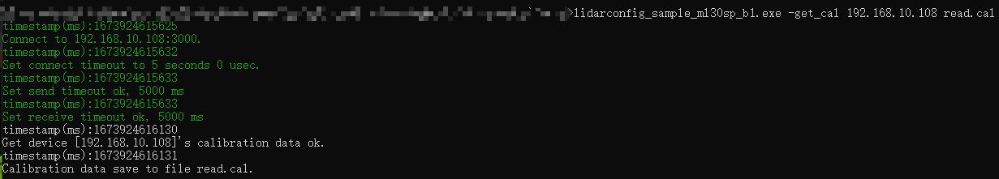 >lidarconfig_sample_ml30sp_b1.exe -get_cal 192.168.10.108 read.cal
timestamp(ms):1673924615625
Connect to 192.168.10.108:3000.
timestamp(ms):1673924615632
Set connect timeout to 5 seconds 0 usec.
timestamp(ms):1673924615633
Set send timeout ok, 5000 ms
timestamp(ms):1673924615633
Set receive timeout ok, 5000 ms
timestamp(ms):1673924616130
Get device [192.168.10.108]'s calibration data ok.
timestamp(ms):1673924616131
Calibration data save to file read.cal.